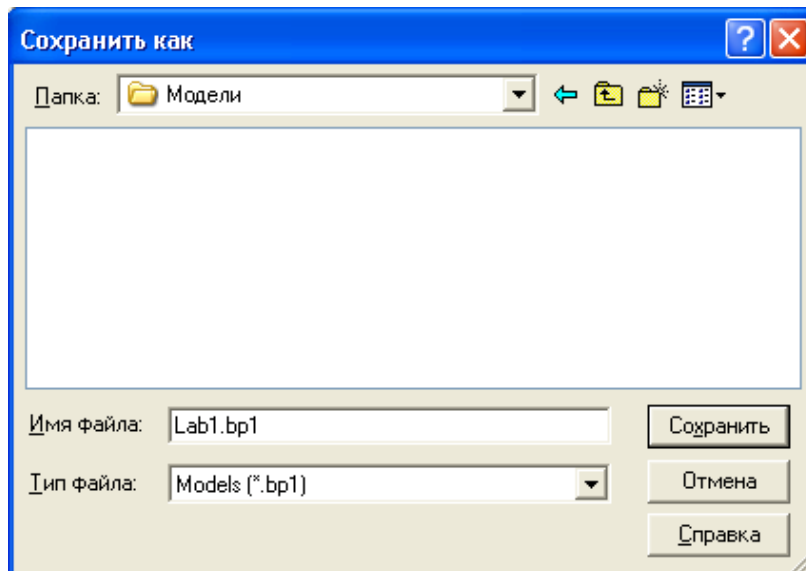 Сохранить как
Папка: Модели
Имя файла: Lab1.bp1 Сохранить
Тип файла: Models (*.bp1) Отмена
Справка